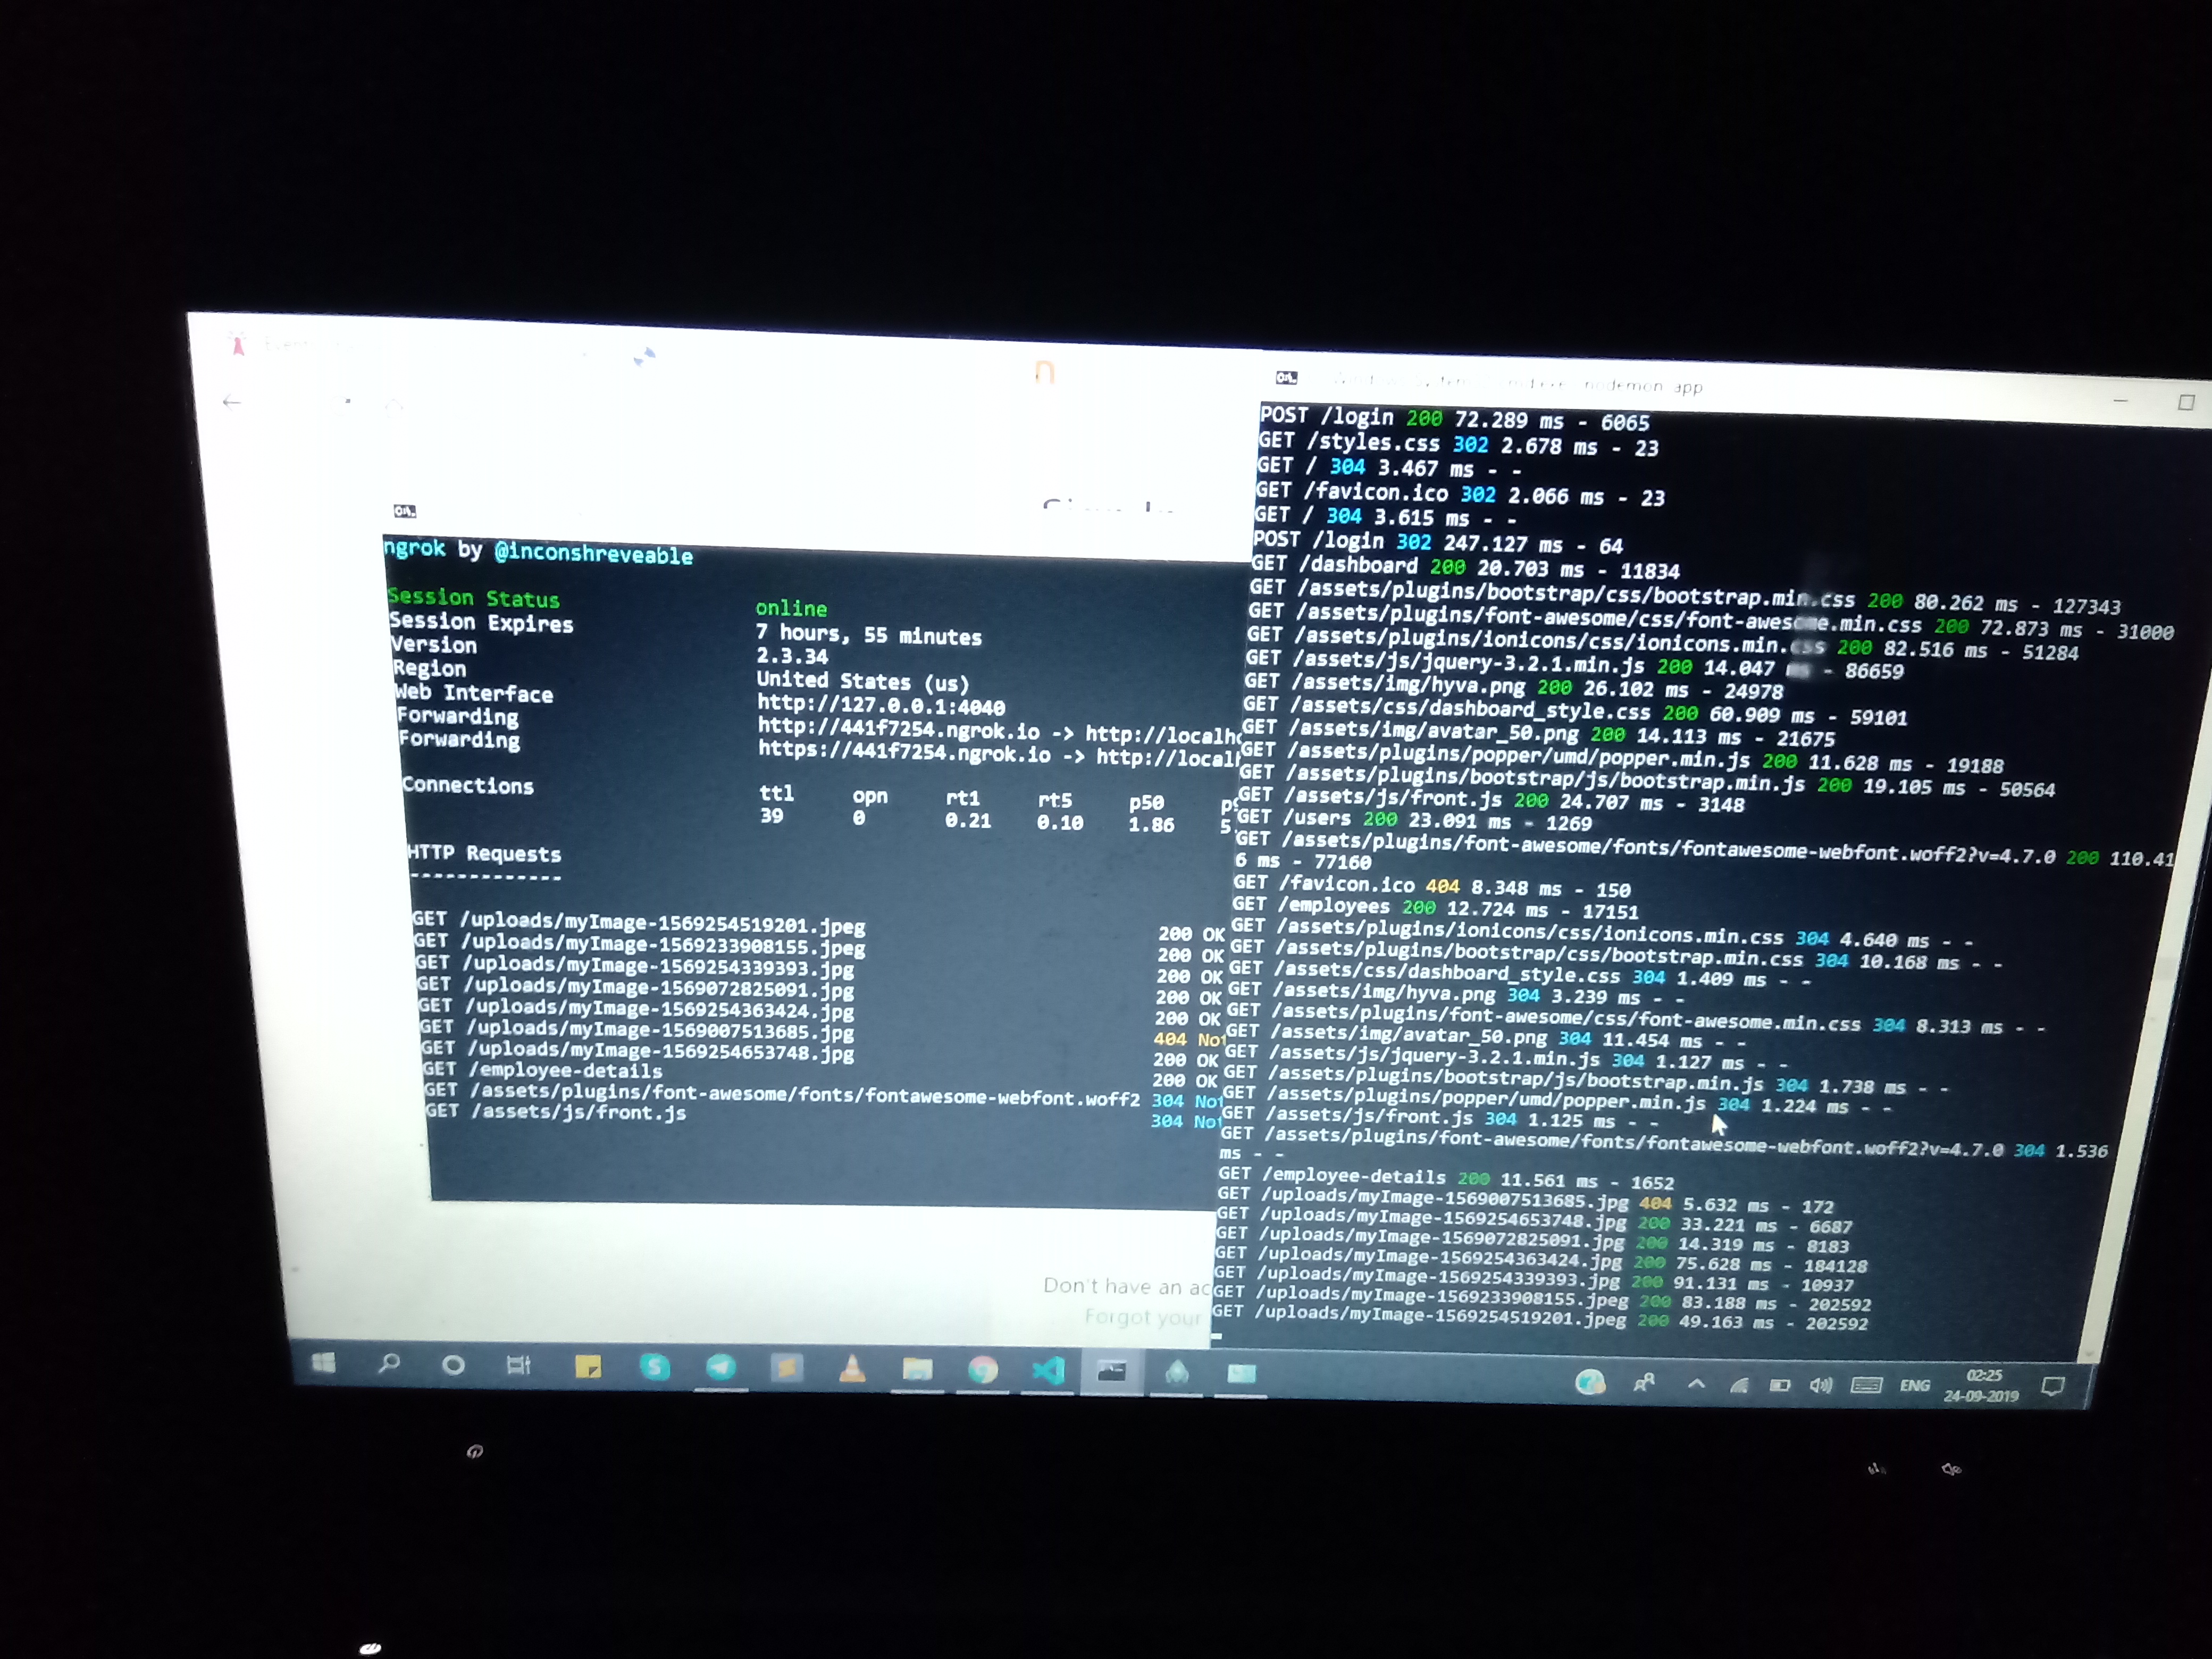 nodemon app
ngrok by @inconshreveable
Session Status online
Session Expires 7 hours, 55 minutes
Version 2.3.34
Region United States (us)
Web Interface http://127.0.0.1:4040
Forwarding http://441f7254.ngrok.io -> http://localh
Forwarding https://441f7254.ngrok.io -> http://local
Connections ttl opn rt1 rt5 p50
39 0 0.21 0.10 1.86 5.
HTTP Requests
-------------
GET /uploads/myImage-1569254519201.jpeg 200 OK
GET /uploads/myImage-1569233908155.jpeg 200 OK
GET /uploads/myImage-1569254339393.jpg 200 OK
GET /uploads/myImage-1569072825091.jpg 200 OK
GET /uploads/myImage-1569254363424.jpg 200 OK
GET /uploads/myImage-1569007513685.jpg 404 Not
GET /uploads/myImage-1569254653748.jpg 200 OK
GET /employee-details 200 OK
GET /assets/plugins/font-awesome/fonts/fontawesome-webfont.woff2 304 Not
GET /assets/js/front.js 304 Not
POST /login 200 72.289 ms - 6065
GET /styles.css 302 2.678 ms - 23
GET / 304 3.467 ms - -
GET /favicon.ico 302 2.066 ms - 23
GET / 304 3.615 ms - -
POST /login 302 247.127 ms - 64
GET /dashboard 200 20.703 ms - 11834
GET /assets/plugins/bootstrap/css/bootstrap.min.css 200 80.262 ms - 127343
GET /assets/plugins/font-awesome/css/font-awesome.min.css 200 72.873 ms - 31000
GET /assets/plugins/ionicons/css/ionicons.min.css 200 82.516 ms - 51284
GET /assets/js/jquery-3.2.1.min.js 200 14.047 ms - 86659
GET /assets/img/hyva.png 200 26.102 ms - 24978
GET /assets/css/dashboard_style.css 200 60.909 ms - 59101
GET /assets/img/avatar_50.png 200 14.113 ms - 21675
GET /assets/plugins/popper/umd/popper.min.js 200 11.628 ms - 19188
GET /assets/plugins/bootstrap/js/bootstrap.min.js 200 19.105 ms - 50564
GET /assets/js/front.js 200 24.707 ms - 3148
GET /users 200 23.091 ms - 1269
GET /assets/plugins/font-awesome/fonts/fontawesome-webfont.woff2?v=4.7.0 200 110.41
6 ms - 77160
GET /favicon.ico 404 8.348 ms - 150
GET /employees 200 12.724 ms - 17151
GET /assets/plugins/ionicons/css/ionicons.min.css 304 4.640 ms - -
GET /assets/plugins/bootstrap/css/bootstrap.min.css 304 10.168 ms - -
GET /assets/css/dashboard_style.css 304 1.409 ms - -
GET /assets/img/hyva.png 304 3.239 ms - -
GET /assets/plugins/font-awesome/css/font-awesome.min.css 304 8.313 ms - -
GET /assets/img/avatar_50.png 304 11.454 ms - -
GET /assets/js/jquery-3.2.1.min.js 304 1.127 ms - -
GET /assets/plugins/bootstrap/js/bootstrap.min.js 304 1.738 ms - -
GET /assets/plugins/popper/umd/popper.min.js 304 1.224 ms - -
GET /assets/js/front.js 304 1.125 ms - -
GET /assets/plugins/font-awesome/fonts/fontawesome-webfont.woff2?v=4.7.0 304 1.536
ms - -
GET /employee-details 200 11.561 ms - 1652
GET /uploads/myImage-1569007513685.jpg 404 5.632 ms - 172
GET /uploads/myImage-1569254653748.jpg 200 33.221 ms - 6687
GET /uploads/myImage-1569072825091.jpg 200 14.319 ms - 8183
GET /uploads/myImage-1569254363424.jpg 200 75.628 ms - 184128
GET /uploads/myImage-1569254339393.jpg 200 91.131 ms - 10937
GET /uploads/myImage-1569233908155.jpeg 200 83.188 ms - 202592
GET /uploads/myImage-1569254519201.jpeg 200 49.163 ms - 202592
Don't have an ac
Forgot your
ENG
02:25
24-09-2019